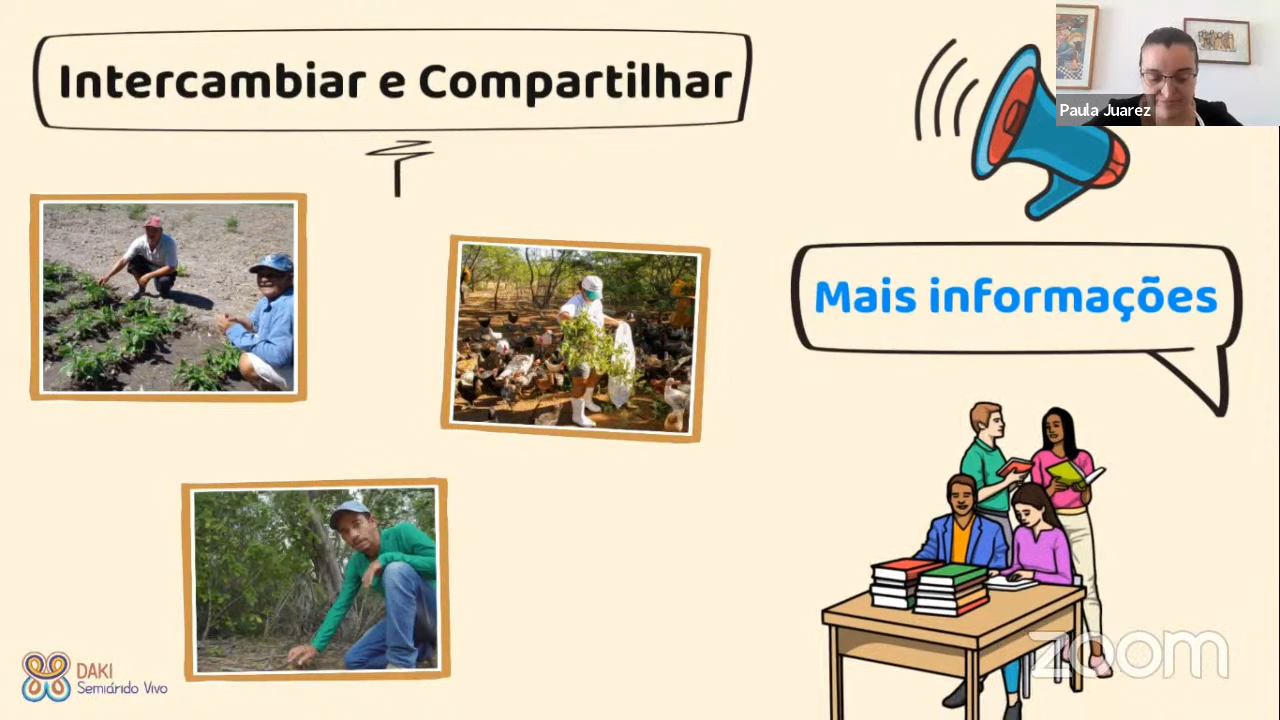 Intercambiar e Compartilhar
Paula Juarez
Mais informações
DAKI
Semiárido Vivo
zoom